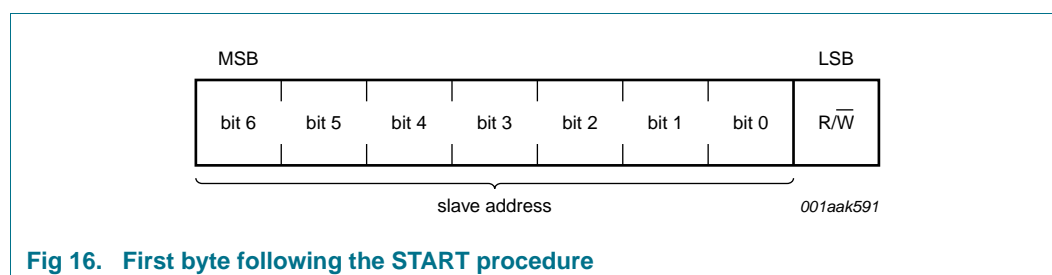 MSB LSB
bit 6 bit 5 bit 4 bit 3 bit 2 bit 1 bit 0 R/W̅
slave address 001aak591
Fig 16. First byte following the START procedure